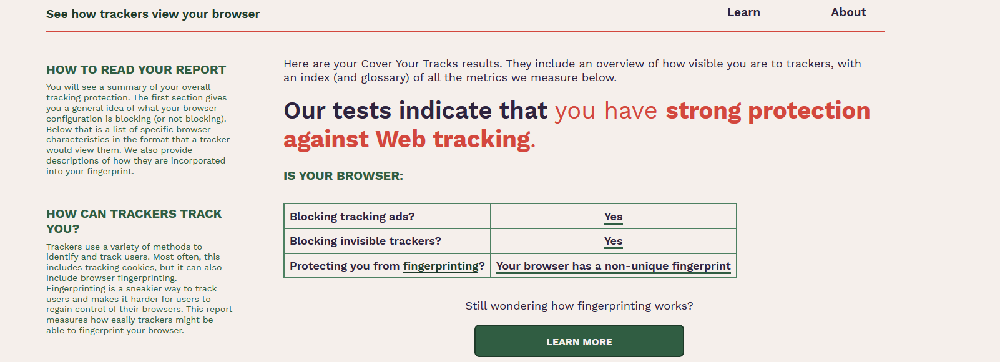 See how trackers view your browser
Learn
About
HOW TO READ YOUR REPORT
You will see a summary of your overall
tracking protection. The first section gives
you a general idea of what your browser
configuration is blocking (or not blocking).
Below that is a list of specific browser
characteristics in the format that a tracker
would view them. We also provide
descriptions of how they are incorporated
into your fingerprint.
HOW CAN TRACKERS TRACK
YOU?
Trackers use a variety of methods to
identify and track users. Most often, this
includes tracking cookies, but it can also
include browser fingerprinting.
Fingerprinting is a sneakier way to track
users and makes it harder for users to
regain control of their browsers. This report
measures how easily trackers might be
able to fingerprint your browser.
Here are your Cover Your Tracks results. They include an overview of how visible you are to trackers, with
an index (and glossary) of all the metrics we measure below.
Our tests indicate that you have strong protection
against Web tracking.
IS YOUR BROWSER:
Blocking tracking ads? Yes
Blocking invisible trackers? Yes
Protecting you from fingerprinting? Your browser has a non-unique fingerprint
Still wondering how fingerprinting works?
LEARN MORE